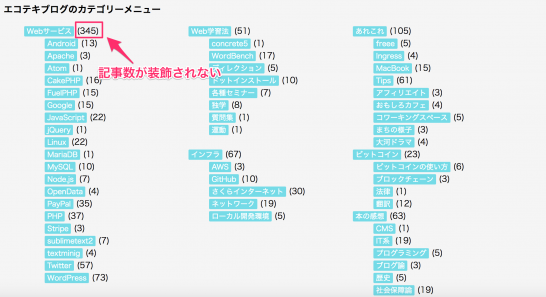 エコテキブログのカテゴリーメニュー
Webサービス (345)
Android (13)
Apache (3)
Atom (1)
CakePHP (16)
FuelPHP (15)
Google (15)
JavaScript (22)
jQuery (1)
Linux (22)
MariaDB (1)
MySQL (10)
Node.js (7)
OpenData (4)
PayPal (35)
PHP (37)
Stripe (3)
sublimetext2 (7)
textminig (4)
Twitter (57)
WordPress (73)
記事数が装飾されない
Web学習法 (51)
concrete5 (1)
WordBench (17)
レクション (5)
ドットインストール (10)
各種セミナー (7)
独学 (8)
質問集 (1)
運動 (1)
インフラ (67)
AWS (3)
GitHub (10)
さくらインターネット (30)
ネットワーク (19)
ローカル開発環境 (5)
あれこれ (105)
freee (5)
Ingress (4)
MacBook (15)
Tips (61)
アフィリエイト (3)
おもしろカフェ (4)
コワーキングスペース (5)
まちの様子 (3)
大河ドラマ (4)
ビットコイン (23)
ビットコインの使い方 (6)
ブロックチェーン (3)
法律 (1)
翻訳 (12)
本の感想 (63)
CMS (1)
IT系 (19)
プログラミング (5)
ブログ論 (3)
歴史 (5)
社会保障論 (19)